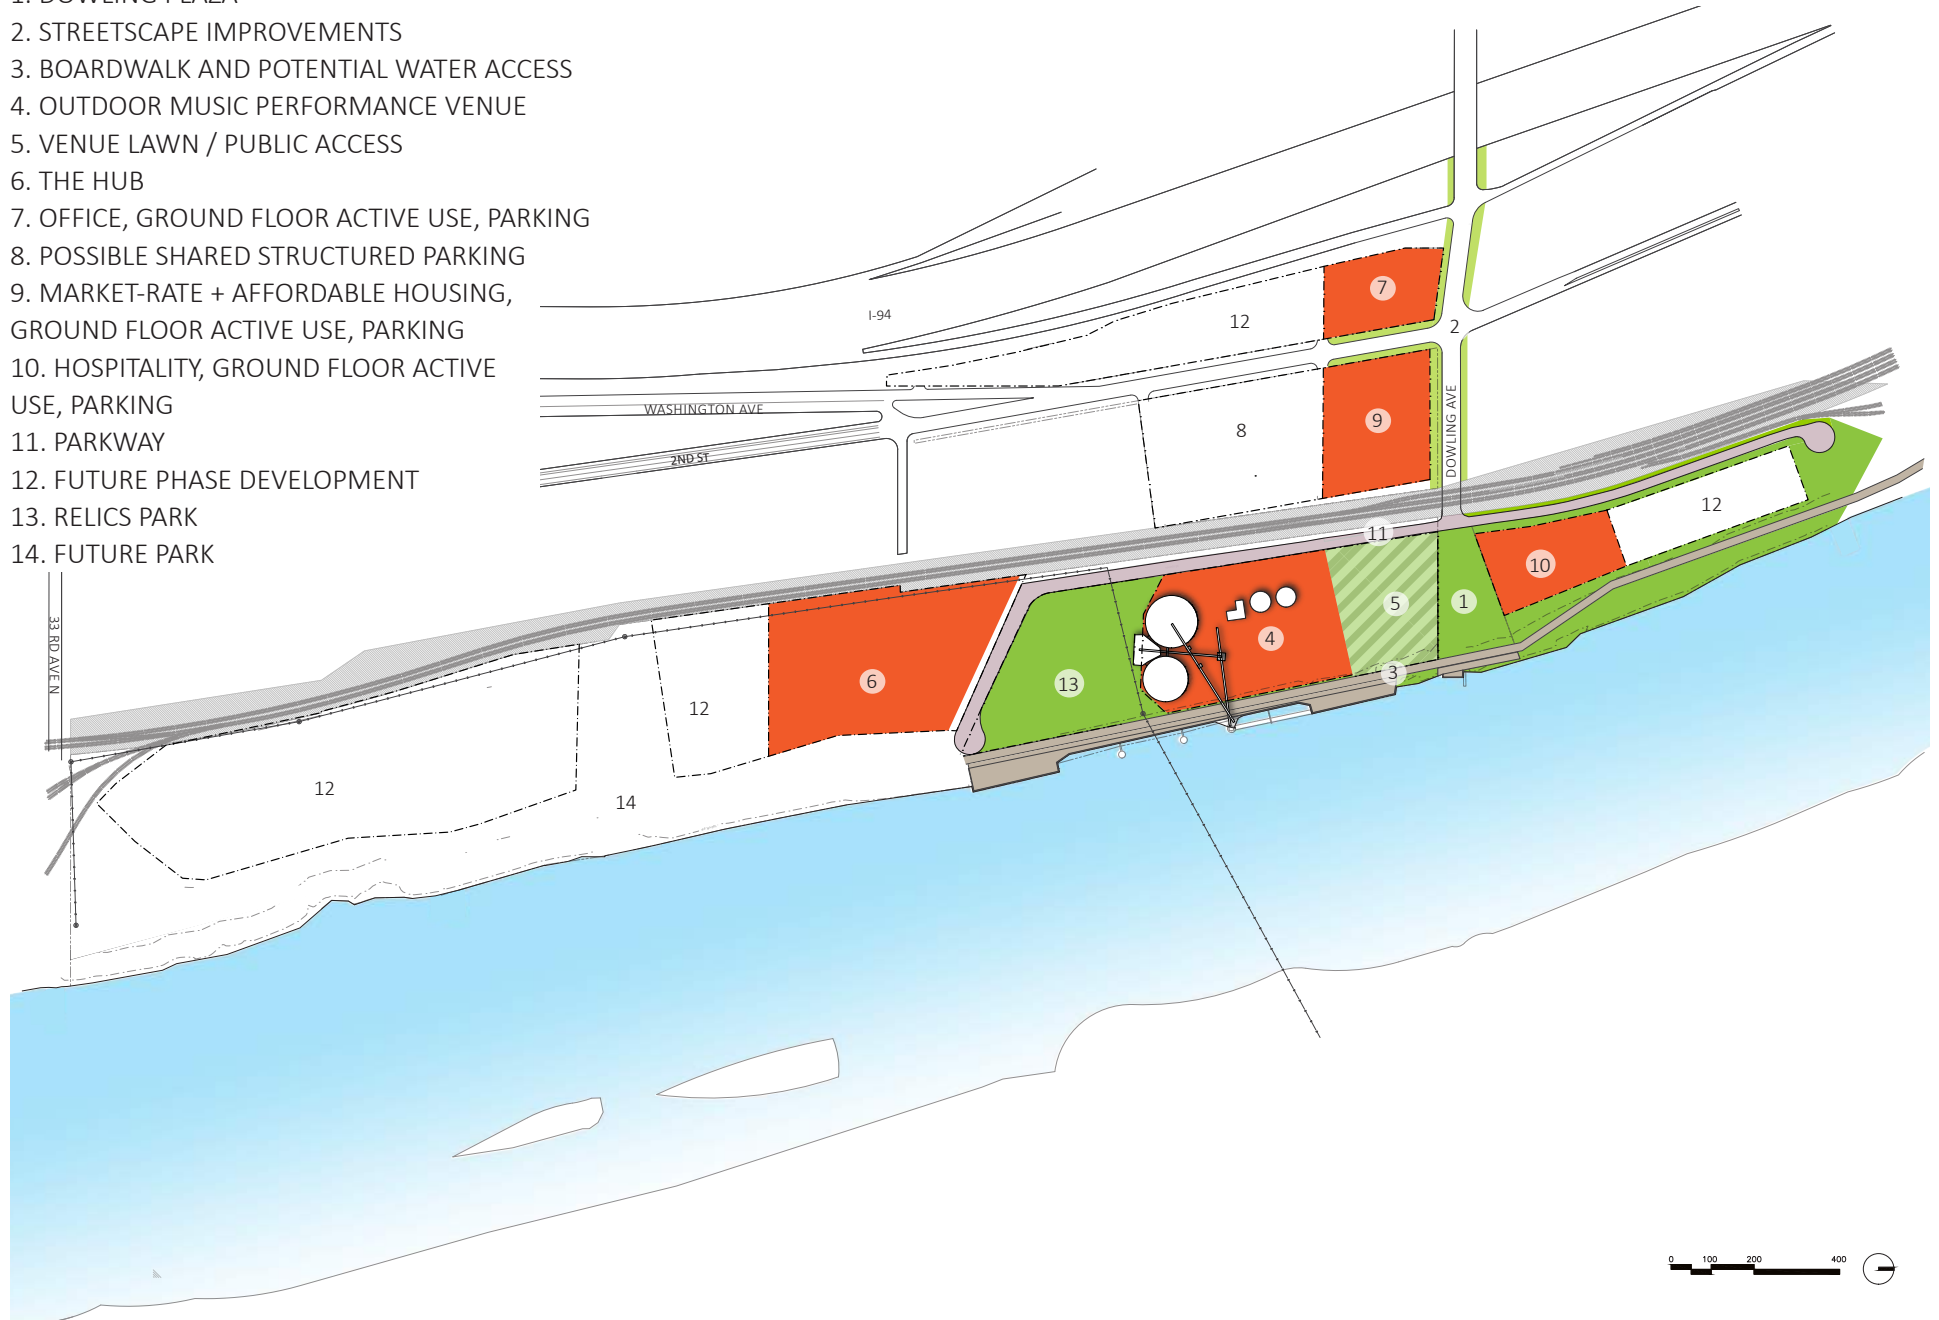 1. DOWLING PLAZA
2. STREETSCAPE IMPROVEMENTS
3. BOARDWALK AND POTENTIAL WATER ACCESS
4. OUTDOOR MUSIC PERFORMANCE VENUE
5. VENUE LAWN / PUBLIC ACCESS
6. THE HUB
7. OFFICE, GROUND FLOOR ACTIVE USE, PARKING
8. POSSIBLE SHARED STRUCTURED PARKING
9. MARKET-RATE + AFFORDABLE HOUSING,
GROUND FLOOR ACTIVE USE, PARKING
10. HOSPITALITY, GROUND FLOOR ACTIVE
USE, PARKING
11. PARKWAY
12. FUTURE PHASE DEVELOPMENT
13. RELICS PARK
14. FUTURE PARK
7
I-94
12
2
WASHINGTON AVE
DOWLING AVE
8
9
2ND ST
12
11
10
5
1
33 RD AVE N
4
3
6
13
12
12
14
0 100 200 400